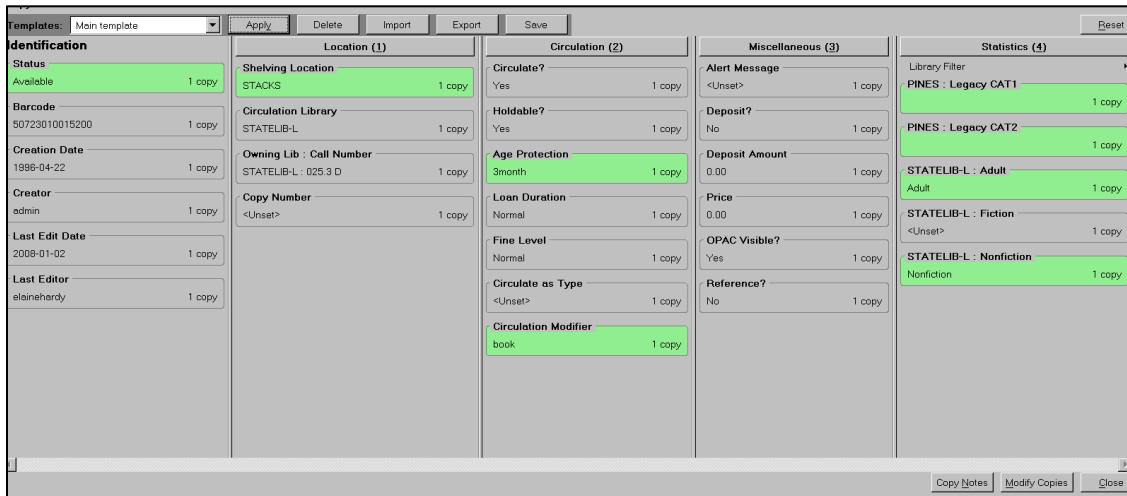 Templates: Main template Apply Delete Import Export Save Reset
Identification
Status
Available 1 copy
Barcode
50723010015200 1 copy
Creation Date
1996-04-22 1 copy
Creator
admin 1 copy
Last Edit Date
2008-01-02 1 copy
Last Editor
elainehardy 1 copy
Location (1)
Shelving Location
STACKS 1 copy
Circulation Library
STATELIB-L 1 copy
Owning Lib : Call Number
STATELIB-L : 025.3 D 1 copy
Copy Number
<Unset> 1 copy
Circulation (2)
Circulate?
Yes 1 copy
Holdable?
Yes 1 copy
Age Protection
3month 1 copy
Loan Duration
Normal 1 copy
Fine Level
Normal 1 copy
Circulate as Type
<Unset> 1 copy
Circulation Modifier
book 1 copy
Miscellaneous (3)
Alert Message
<Unset> 1 copy
Deposit?
No 1 copy
Deposit Amount
0.00 1 copy
Price
0.00 1 copy
OPAC Visible?
Yes 1 copy
Reference?
No 1 copy
Statistics (4)
Library Filter
PINES : Legacy CAT1
1 copy
PINES : Legacy CAT2
1 copy
STATELIB-L : Adult
Adult 1 copy
STATELIB-L : Fiction
<Unset> 1 copy
STATELIB-L : Nonfiction
Nonfiction 1 copy
Copy Notes Modify Copies Close